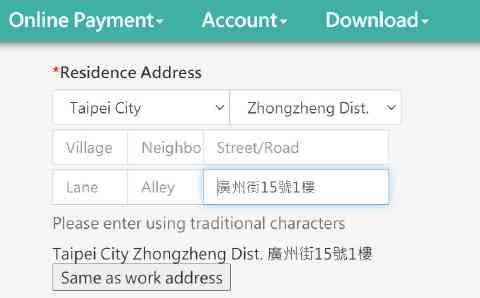 Online Payment Account Download
*Residence Address
Taipei City Zhongzheng Dist.
Village Neighbo Street/Road
Lane Alley 廣州街15號1樓
Please enter using traditional characters
Taipei City Zhongzheng Dist. 廣州街15號1樓
Same as work address